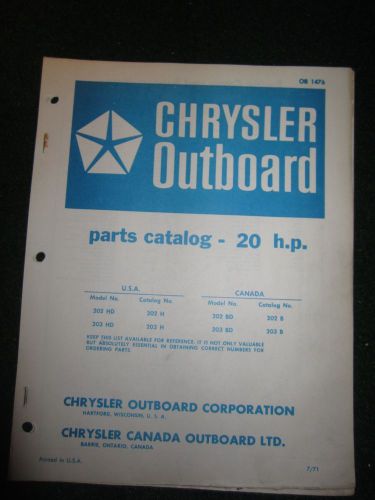 OB 1476
CHRYSLER
Outboard
parts catalog - 20 h.p.
U.S.A. CANADA
Model No. Catalog No. Model No. Catalog No.
202 HD 202 H 202 BD 202 B
203 HD 203 H 203 BD 203 B
KEEP THIS LIST AVAILABLE FOR REFERENCE. IT IS NOT ONLY VALUABLE
BUT ABSOLUTELY ESSENTIAL IN OBTAINING CORRECT NUMBERS FOR
ORDERING PARTS.
CHRYSLER OUTBOARD CORPORATION
HARTFORD, WISCONSIN, U. S. A.
CHRYSLER CANADA OUTBOARD LTD.
BARRIE, ONTARIO, CANADA
Printed in U.S.A. 7/71